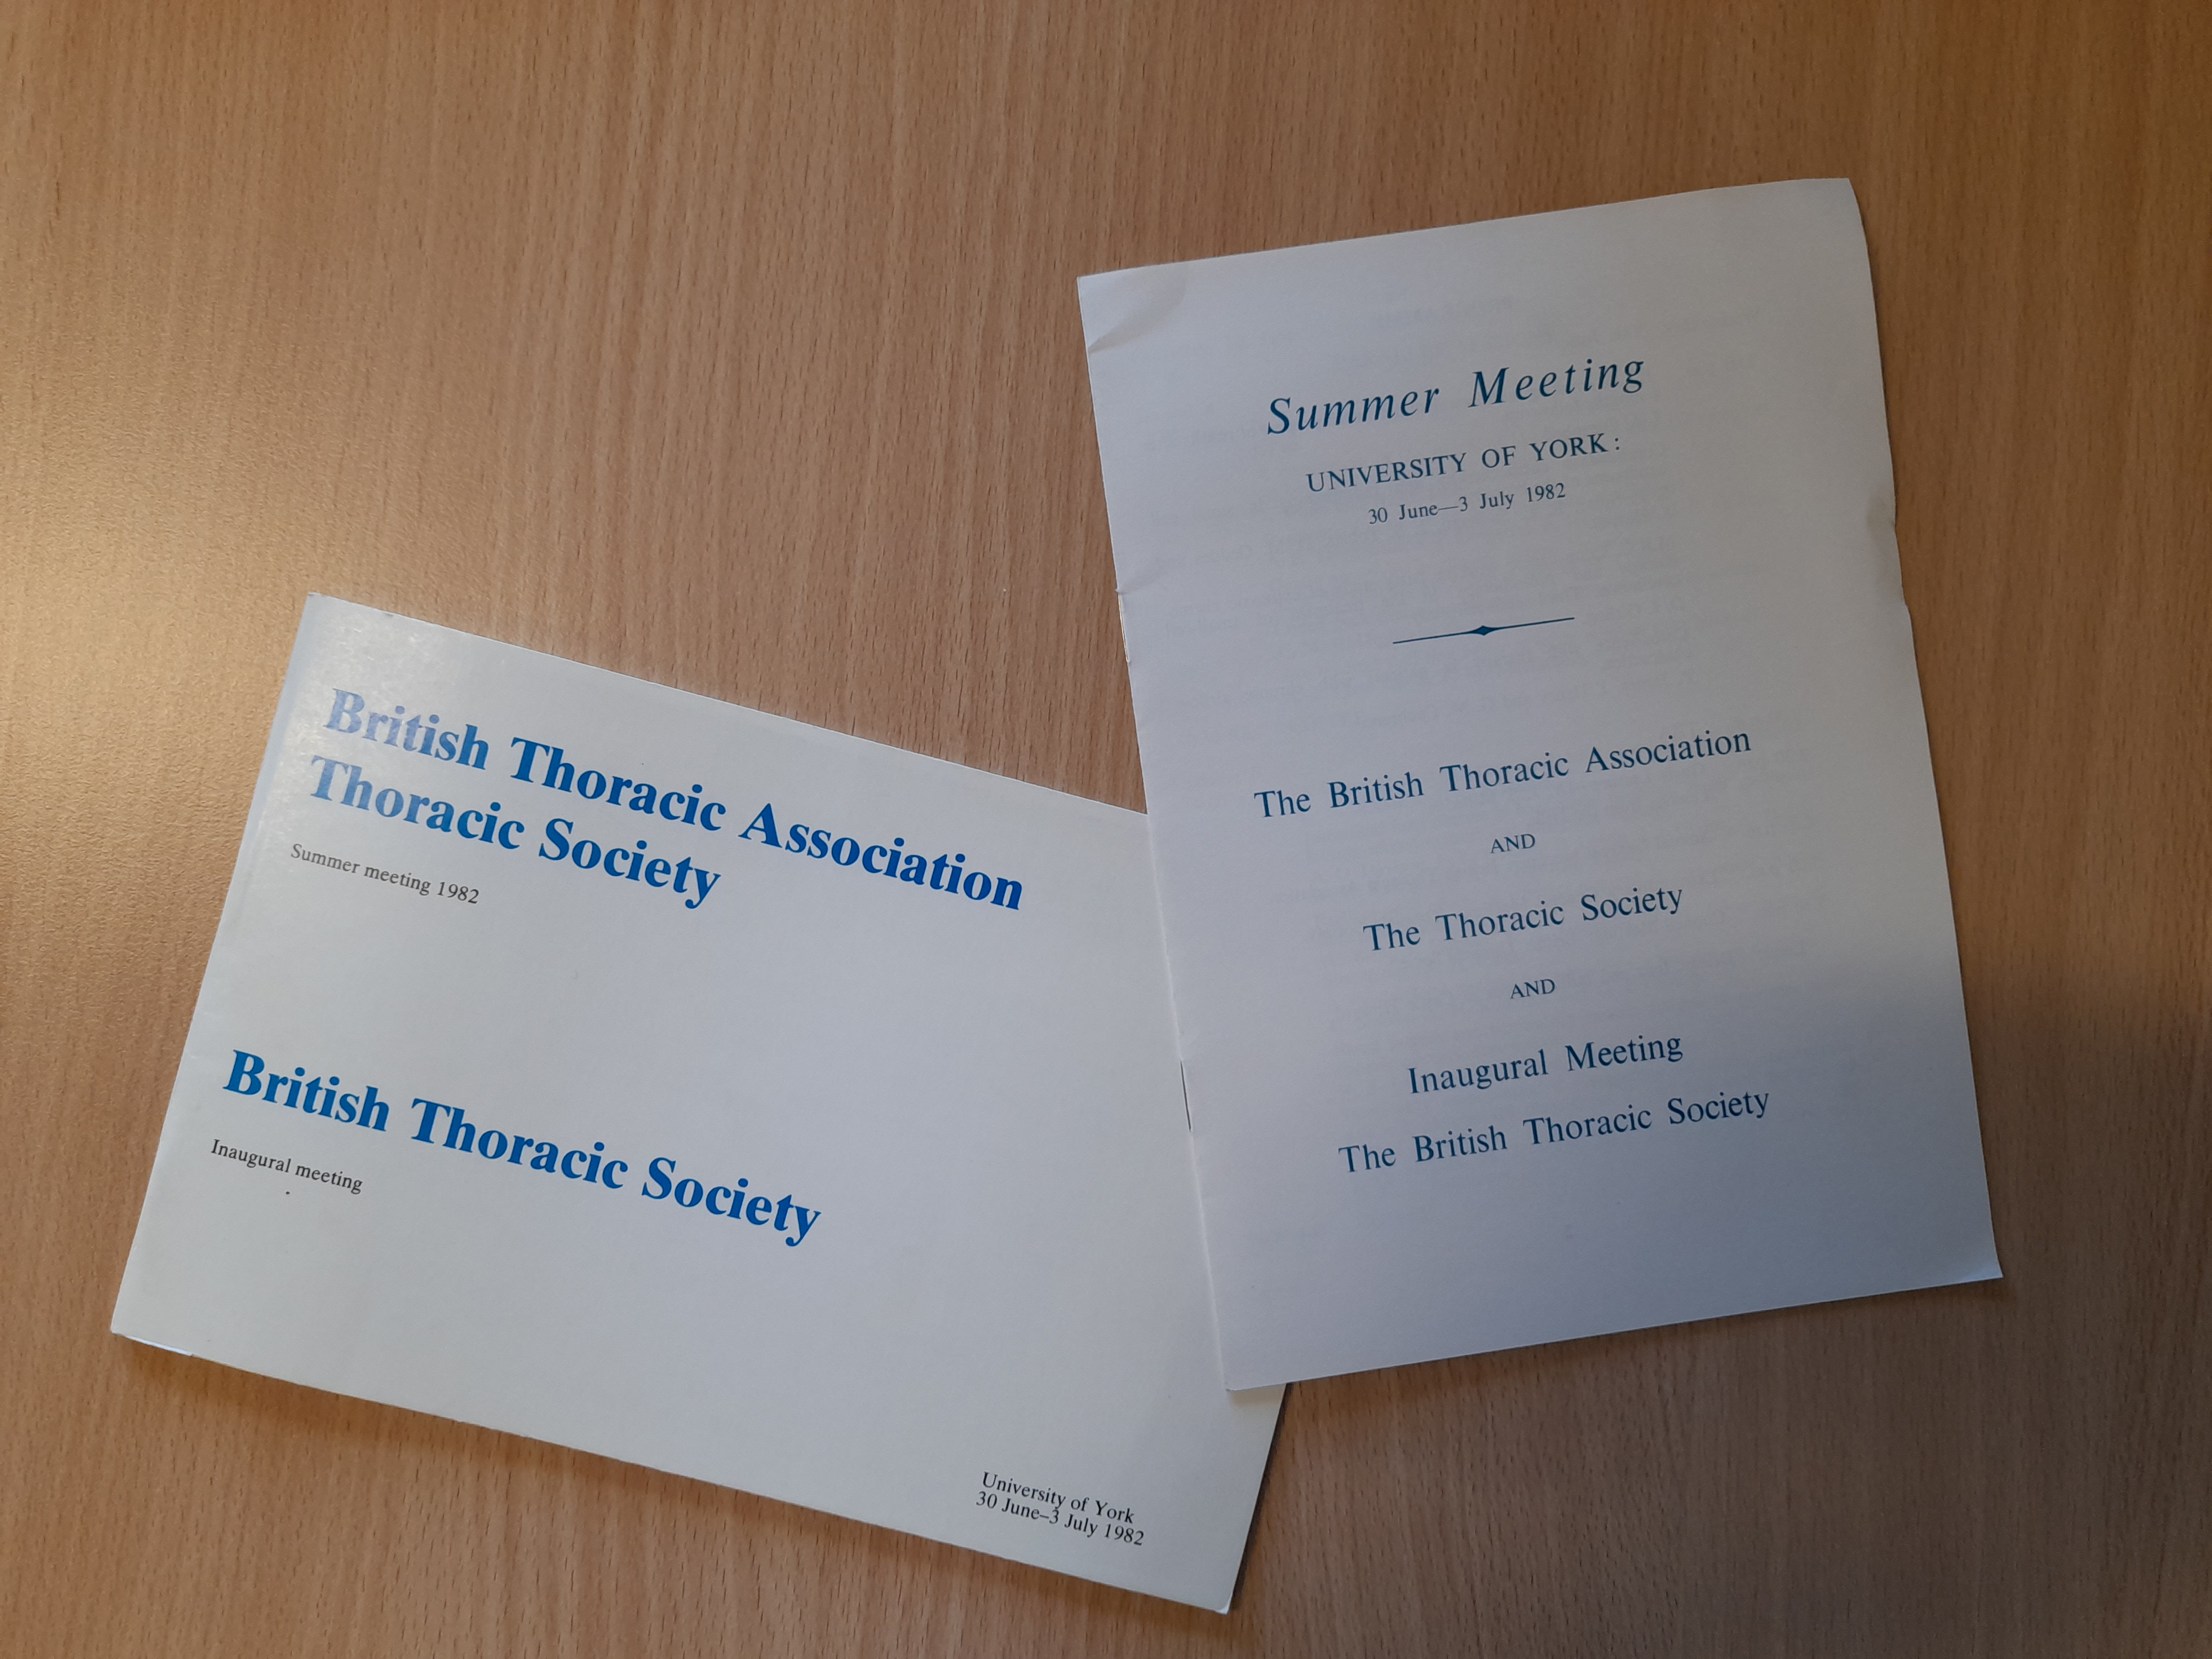 British Thoracic Association
Thoracic Society
Summer meeting 1982
British Thoracic Society
Inaugural meeting
University of York
30 June–3 July 1982
Summer Meeting
UNIVERSITY OF YORK:
30 June—3 July 1982
The British Thoracic Association
AND
The Thoracic Society
AND
Inaugural Meeting
The British Thoracic Society